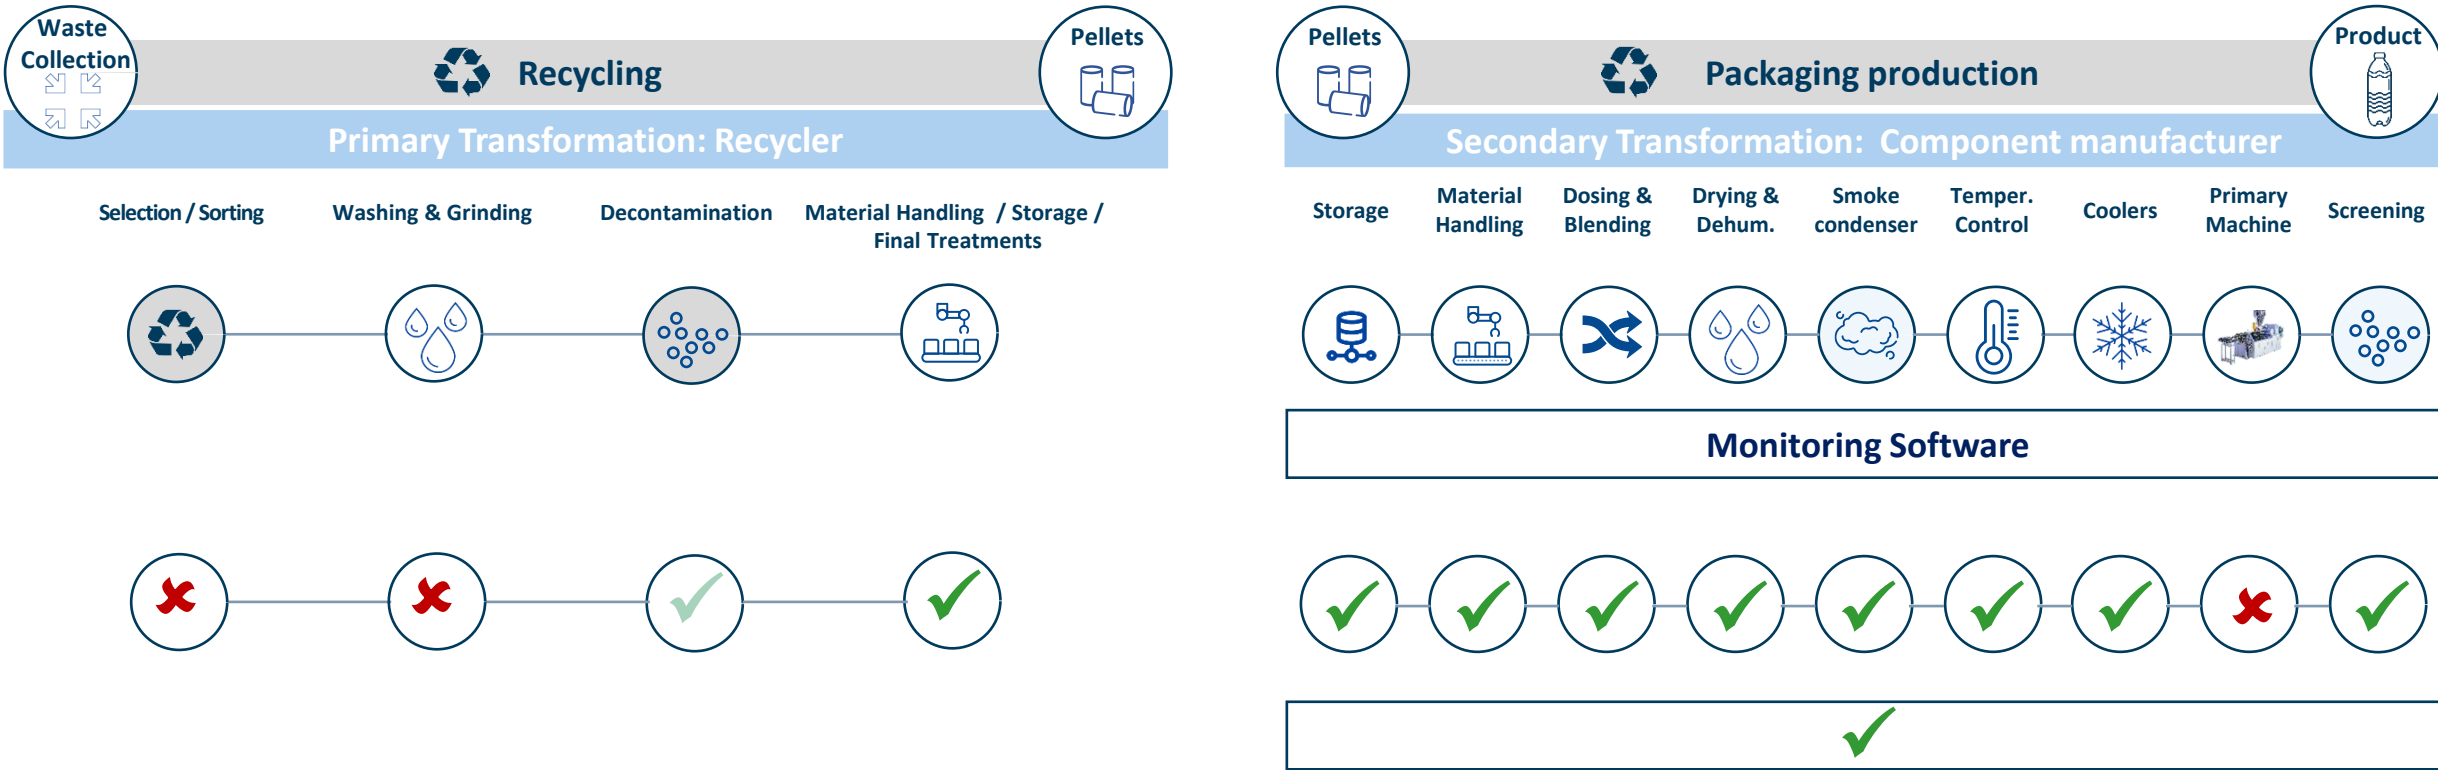 Waste
Collection
Recycling
Pellets
Primary Transformation: Recycler
Selection / Sorting
Washing & Grinding
Decontamination
Material Handling / Storage /
Final Treatments
Pellets
Packaging production
Product
Secondary Transformation: Component manufacturer
Storage
Material
Handling
Dosing &
Blending
Drying &
Dehum.
Smoke
condenser
Temper.
Control
Coolers
Primary
Machine
Screening
Monitoring Software